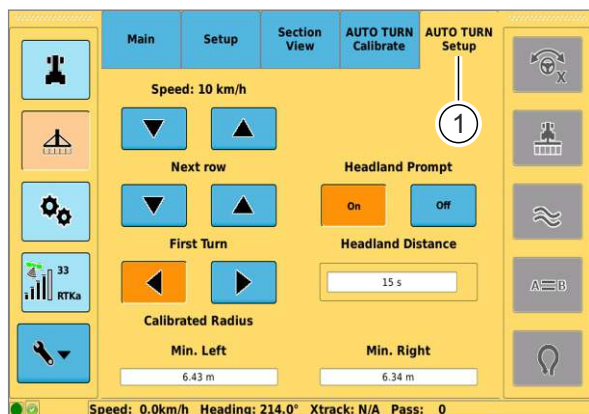 Main
Setup
Section
View
AUTO TURN
Calibrate
AUTO TURN
Setup
1
X
Speed: 10 km/h
Next row
Headland Prompt
On
Off
First Turn
Headland Distance
15 s
33
RTKa
A=B
Calibrated Radius
Min. Left
Min. Right
6.43 m
6.34 m
Speed: 0.0km/h Heading: 214.0° Xtrack: N/A Pass: 0